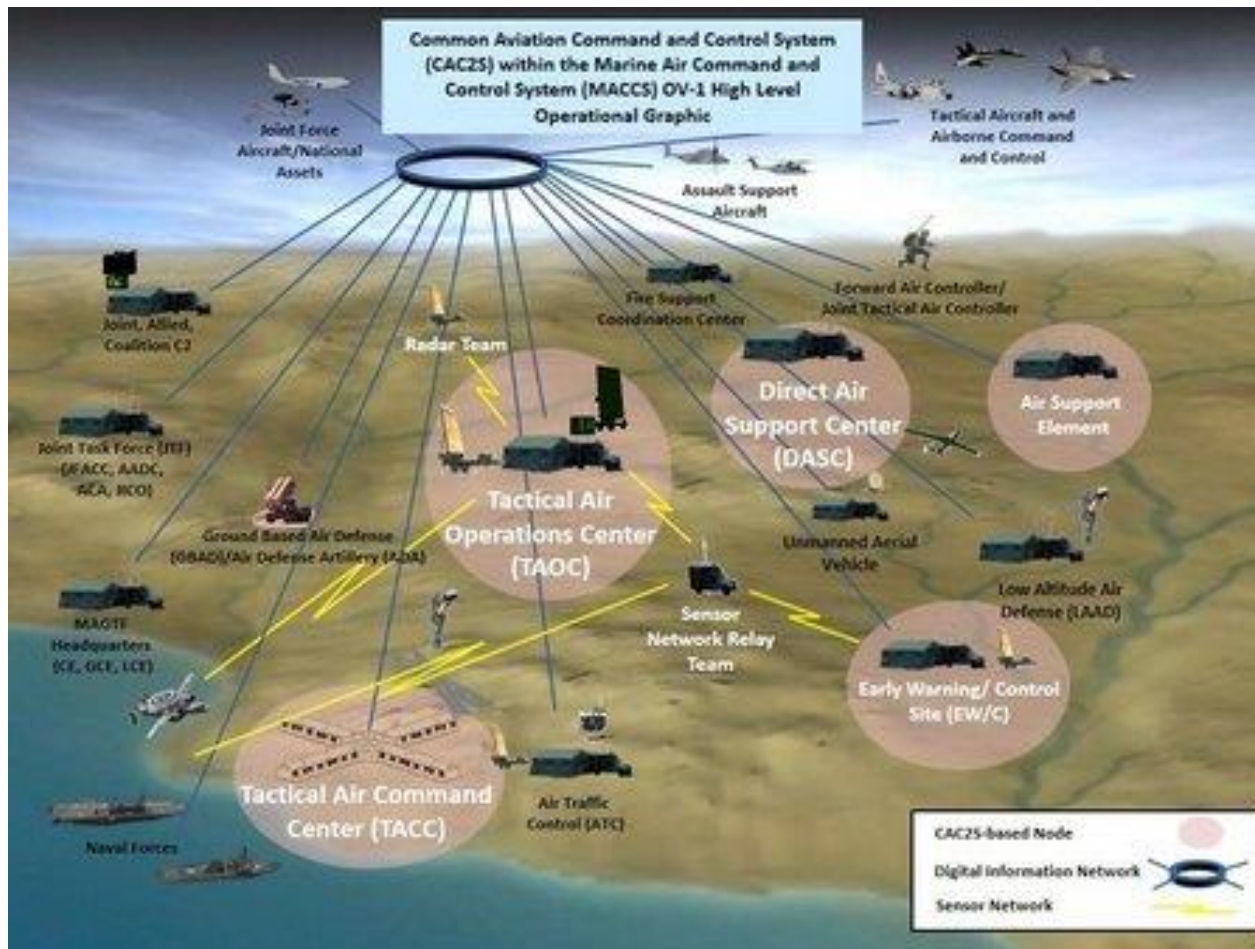 Common Aviation Command and Control System
(CAC2S) within the Marine Air Command and
Control System (MACCS) OV-1 High Level
Operational Graphic
Joint Force
Aircraft/National
Assets
Tactical Aircraft and
Airborne Command
and Control
Assault Support
Aircraft
Joint, Allied,
Coalition C2
Radar Team
Fire Support
Coordination Center
Forward Air Controller/
Joint Tactical Air Controller
Direct Air
Support Center
(DASC)
Air Support
Element
Joint Task Force (JTF)
(JFACC, AADC,
ACA, RICO)
Ground Based Air Defense
(GBAD)/Air Defense Artillery (ADA)
Tactical Air
Operations Center
(TAOC)
Unmanned Aerial
Vehicle
Low Altitude Air
Defense (LAAD)
MAGTF
Headquarters
(CE, GCE, LCE)
Sensor
Network Relay
Team
Early Warning/ Control
Site (EW/C)
Tactical Air Command
Center (TACC)
Air Traffic
Control (ATC)
Naval Forces
CAC2S-based Node
Digital Information Network
Sensor Network